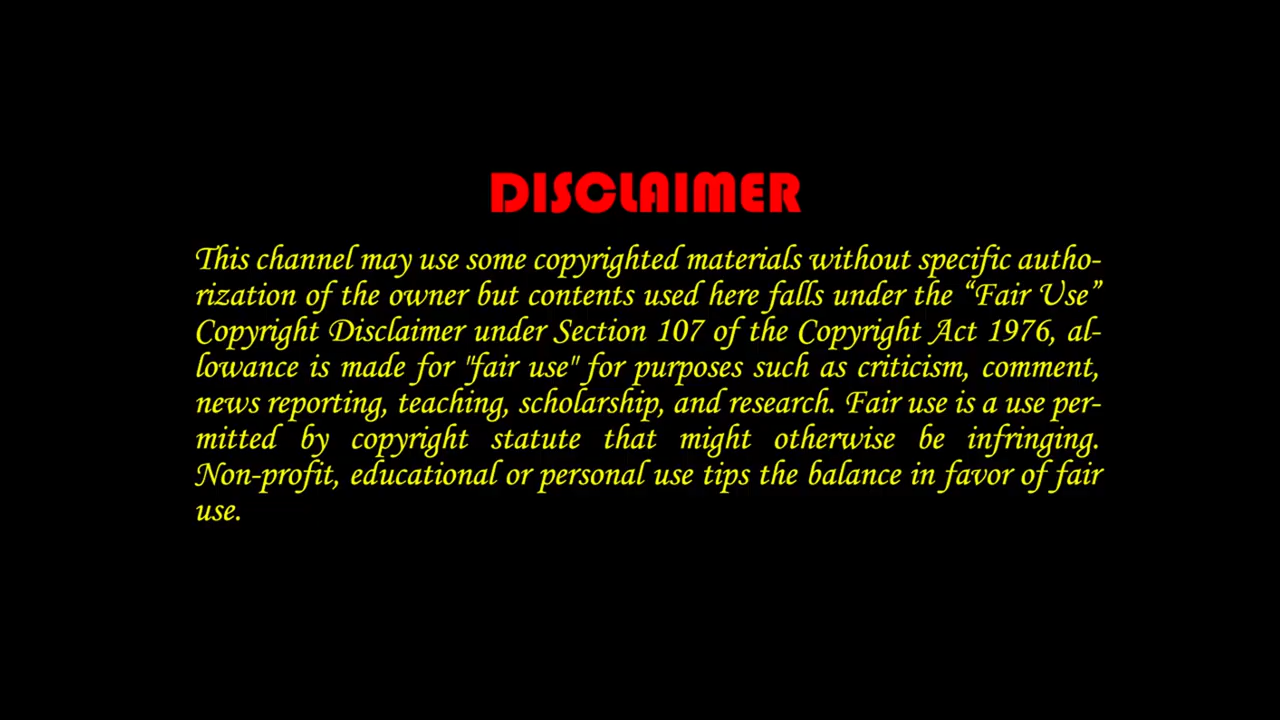 DISCLAIMER
This channel may use some copyrighted materials without specific autho-
rization of the owner but contents used here falls under the “Fair Use”
Copyright Disclaimer under Section 107 of the Copyright Act 1976, al-
lowance is made for "fair use" for purposes such as criticism, comment,
news reporting, teaching, scholarship, and research. Fair use is a use per-
mitted by copyright statute that might otherwise be infringing.
Non-profit, educational or personal use tips the balance in favor of fair
use.